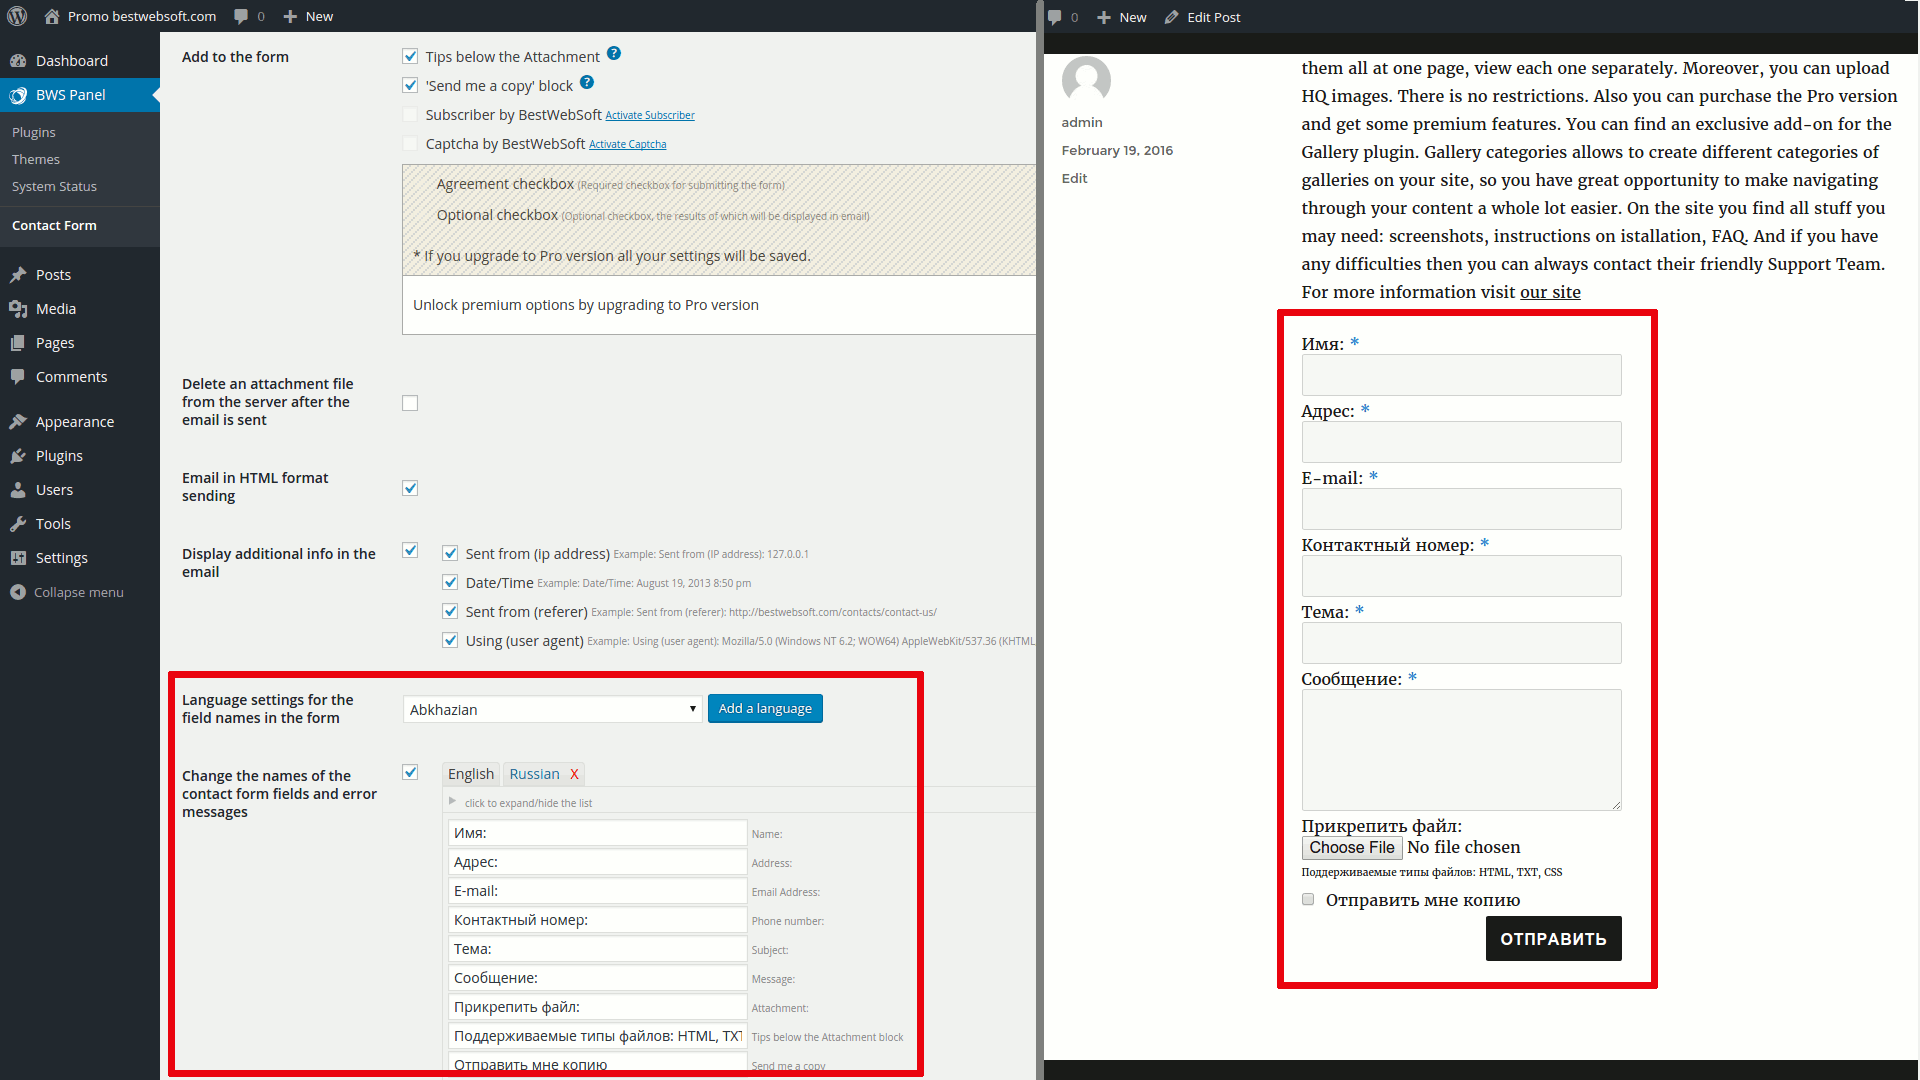 Promo bestwebsoft.com 0 New
Dashboard
BWS Panel
Plugins
Themes
System Status
Contact Form
Posts
Media
Pages
Comments
Appearance
Plugins
Users
Tools
Settings
Collapse menu
Add to the form
Tips below the Attachment ?
'Send me a copy' block ?
Subscriber by BestWebSoft Activate Subscriber
Captcha by BestWebSoft Activate Captcha
Agreement checkbox (Required checkbox for submitting the form)
Optional checkbox (Optional checkbox, the results of which will be displayed in email)
* If you upgrade to Pro version all your settings will be saved.
Unlock premium options by upgrading to Pro version
Delete an attachment file
from the server after the
email is sent
Email in HTML format
sending
Display additional info in the
email
Sent from (ip address) Example: Sent from (IP address): 127.0.0.1
Date/Time Example: Date/Time: August 19, 2013 8:50 pm
Sent from (referer) Example: Sent from (referer): http://bestwebsoft.com/contacts/contact-us/
Using (user agent) Example: Using (user agent): Mozilla/5.0 (Windows NT 6.2; WOW64) AppleWebKit/537.36 (KHTML
Language settings for the
field names in the form
Abkhazian Add a language
Change the names of the
contact form fields and error
messages
English Russian X
click to expand/hide the list
Имя: Name:
Адрес: Address:
E-mail: Email Address:
Контактный номер: Phone number:
Тема: Subject:
Сообщение: Message:
Прикрепить файл: Attachment:
Поддерживаемые типы файлов: HTML, TXT Tips below the Attachment block
Отправить мне копию Send me a copy
0 New Edit Post
admin
February 19, 2016
Edit
them all at one page, view each one separately. Moreover, you can upload
HQ images. There is no restrictions. Also you can purchase the Pro version
and get some premium features. You can find an exclusive add-on for the
Gallery plugin. Gallery categories allows to create different categories of
galleries on your site, so you have great opportunity to make navigating
through your content a whole lot easier. On the site you find all stuff you
may need: screenshots, instructions on istallation, FAQ. And if you have
any difficulties then you can always contact their friendly Support Team.
For more information visit our site
Имя: *
Адрес: *
E-mail: *
Контактный номер: *
Тема: *
Сообщение: *
Прикрепить файл:
Choose File No file chosen
Поддерживаемые типы файлов: HTML, TXT, CSS
Отправить мне копию
ОТПРАВИТЬ